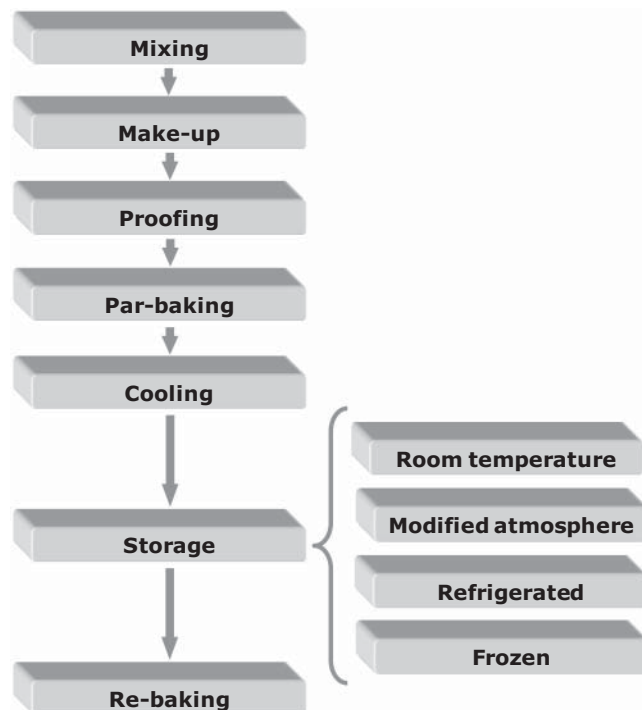 Mixing
Make-up
Proofing
Par-baking
Cooling
Storage
Room temperature
Modified atmosphere
Refrigerated
Frozen
Re-baking